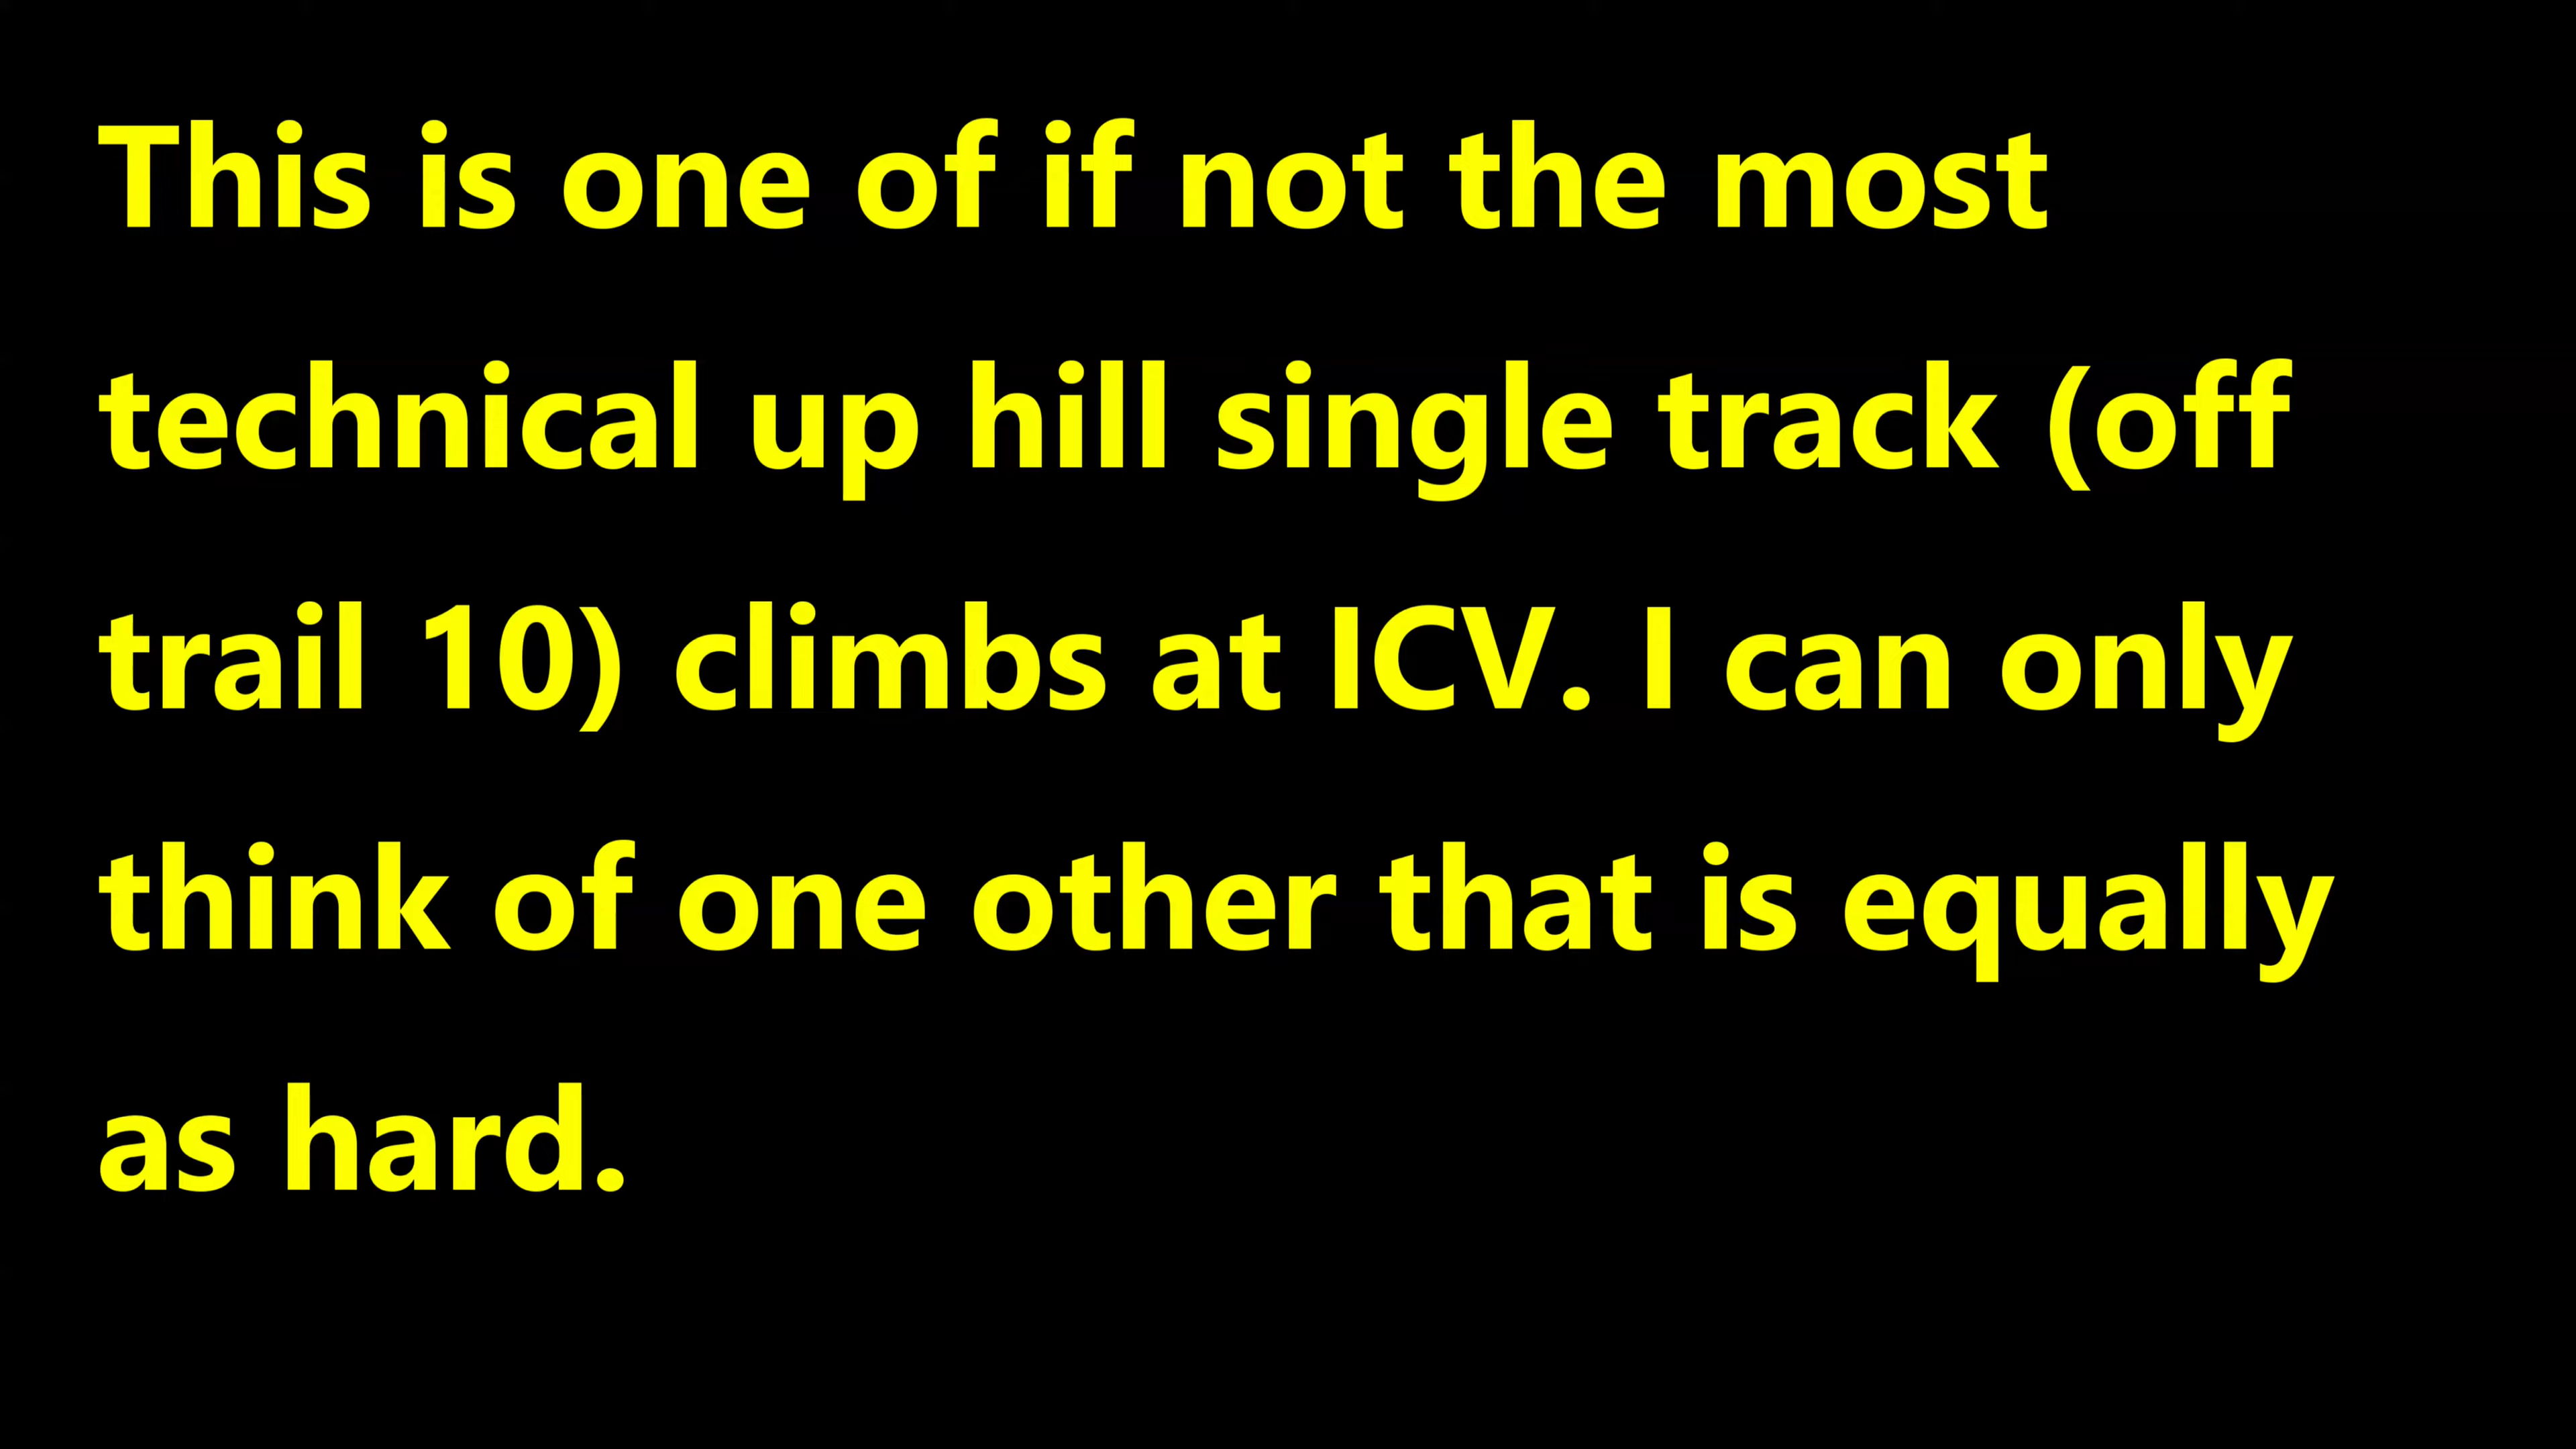 This is one of if not the most
technical up hill single track (off
trail 10) climbs at ICV. I can only
think of one other that is equally
as hard.